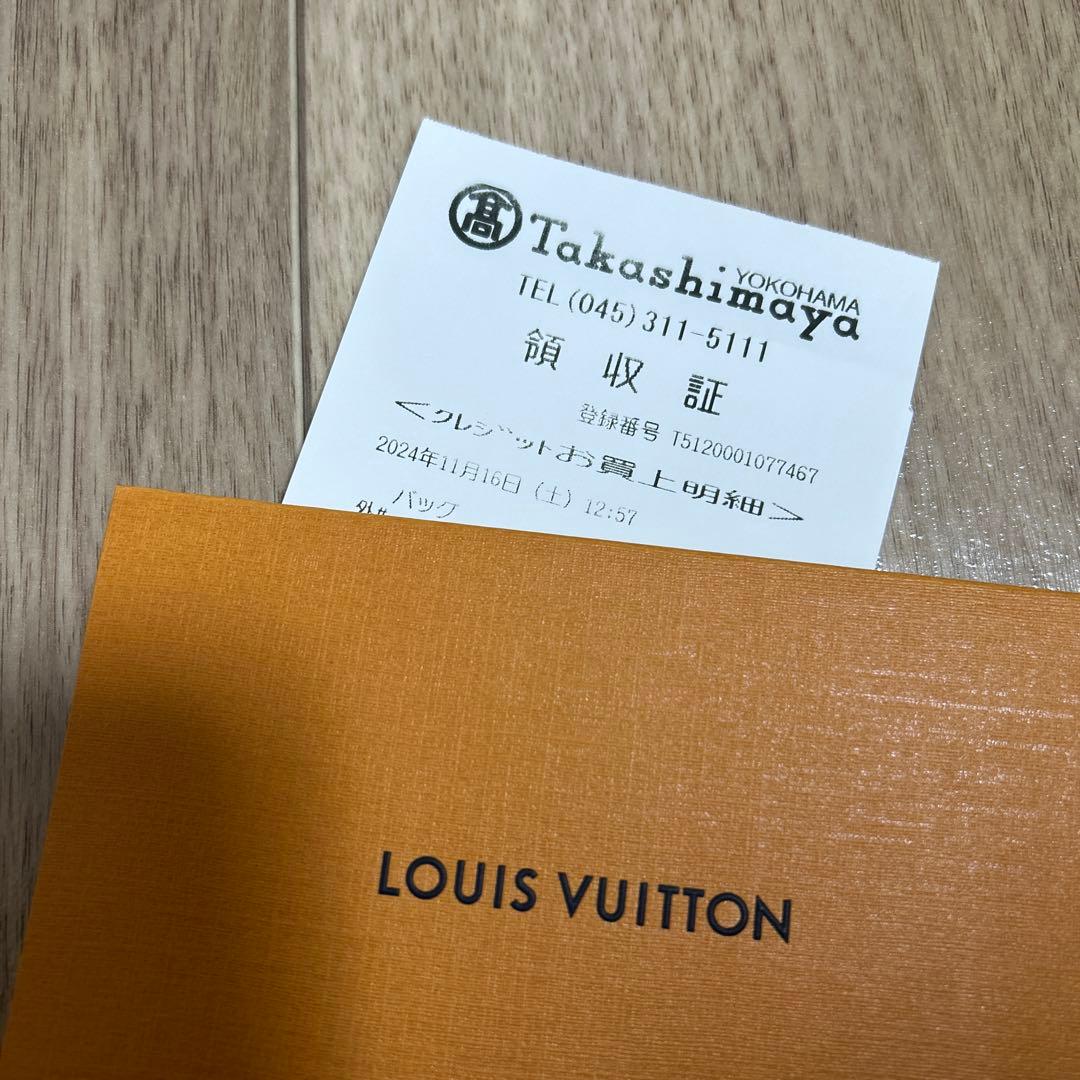 髙 Takashimaya
YOKOHAMA
TEL (045) 311-5111
領 収 証
登録番号 T5120001077467
<クレジットお買上明細>
2024年11月16日 (土) 12:57
バッグ
LOUIS VUITTON